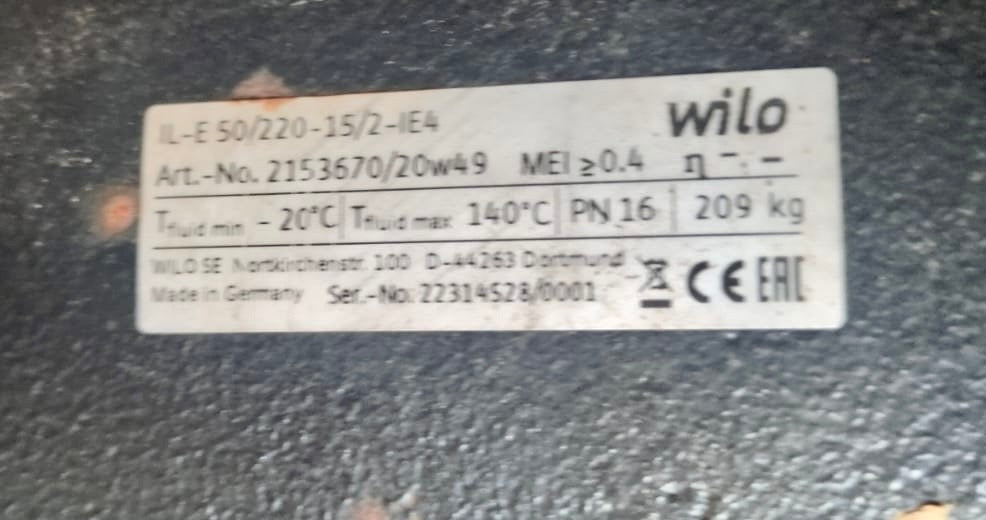 wilo
IL-E 50/220-15/2-IE4
Art.-No. 2153670/20w49 MEI ≥0.4 η -.-
Tfluid min - 20°C Tfluid max 140°C PN 16 209 kg
WILO SE Nortkirchenstr. 100 D-44263 Dortmund
Made in Germany Ser.-No: 22314528/0001 CE EAC